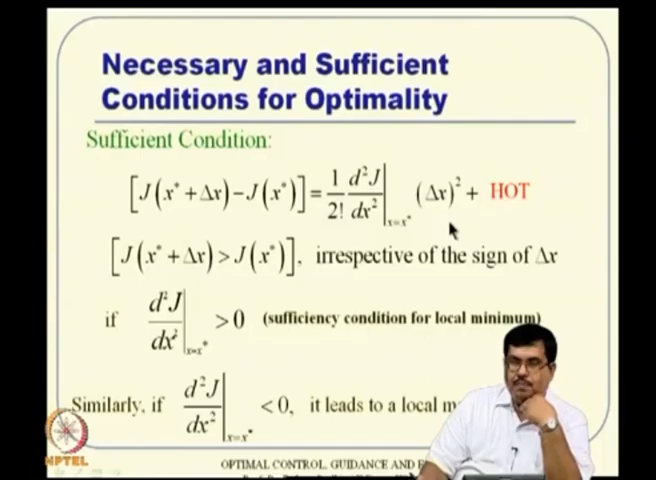 Necessary and Sufficient
Conditions for Optimality
Sufficient Condition:
[J(x* + Δx) − J(x*)] = 1/2! d²J/dx² |x=x* (Δx)² + HOT
[J(x* + Δx) > J(x*)], irrespective of the sign of Δx
if d²J/dx² |x=x* > 0 (sufficiency condition for local minimum)
Similarly, if d²J/dx² |x=x* < 0, it leads to a local
NPTEL
OPTIMAL CONTROL, GUIDANCE AND